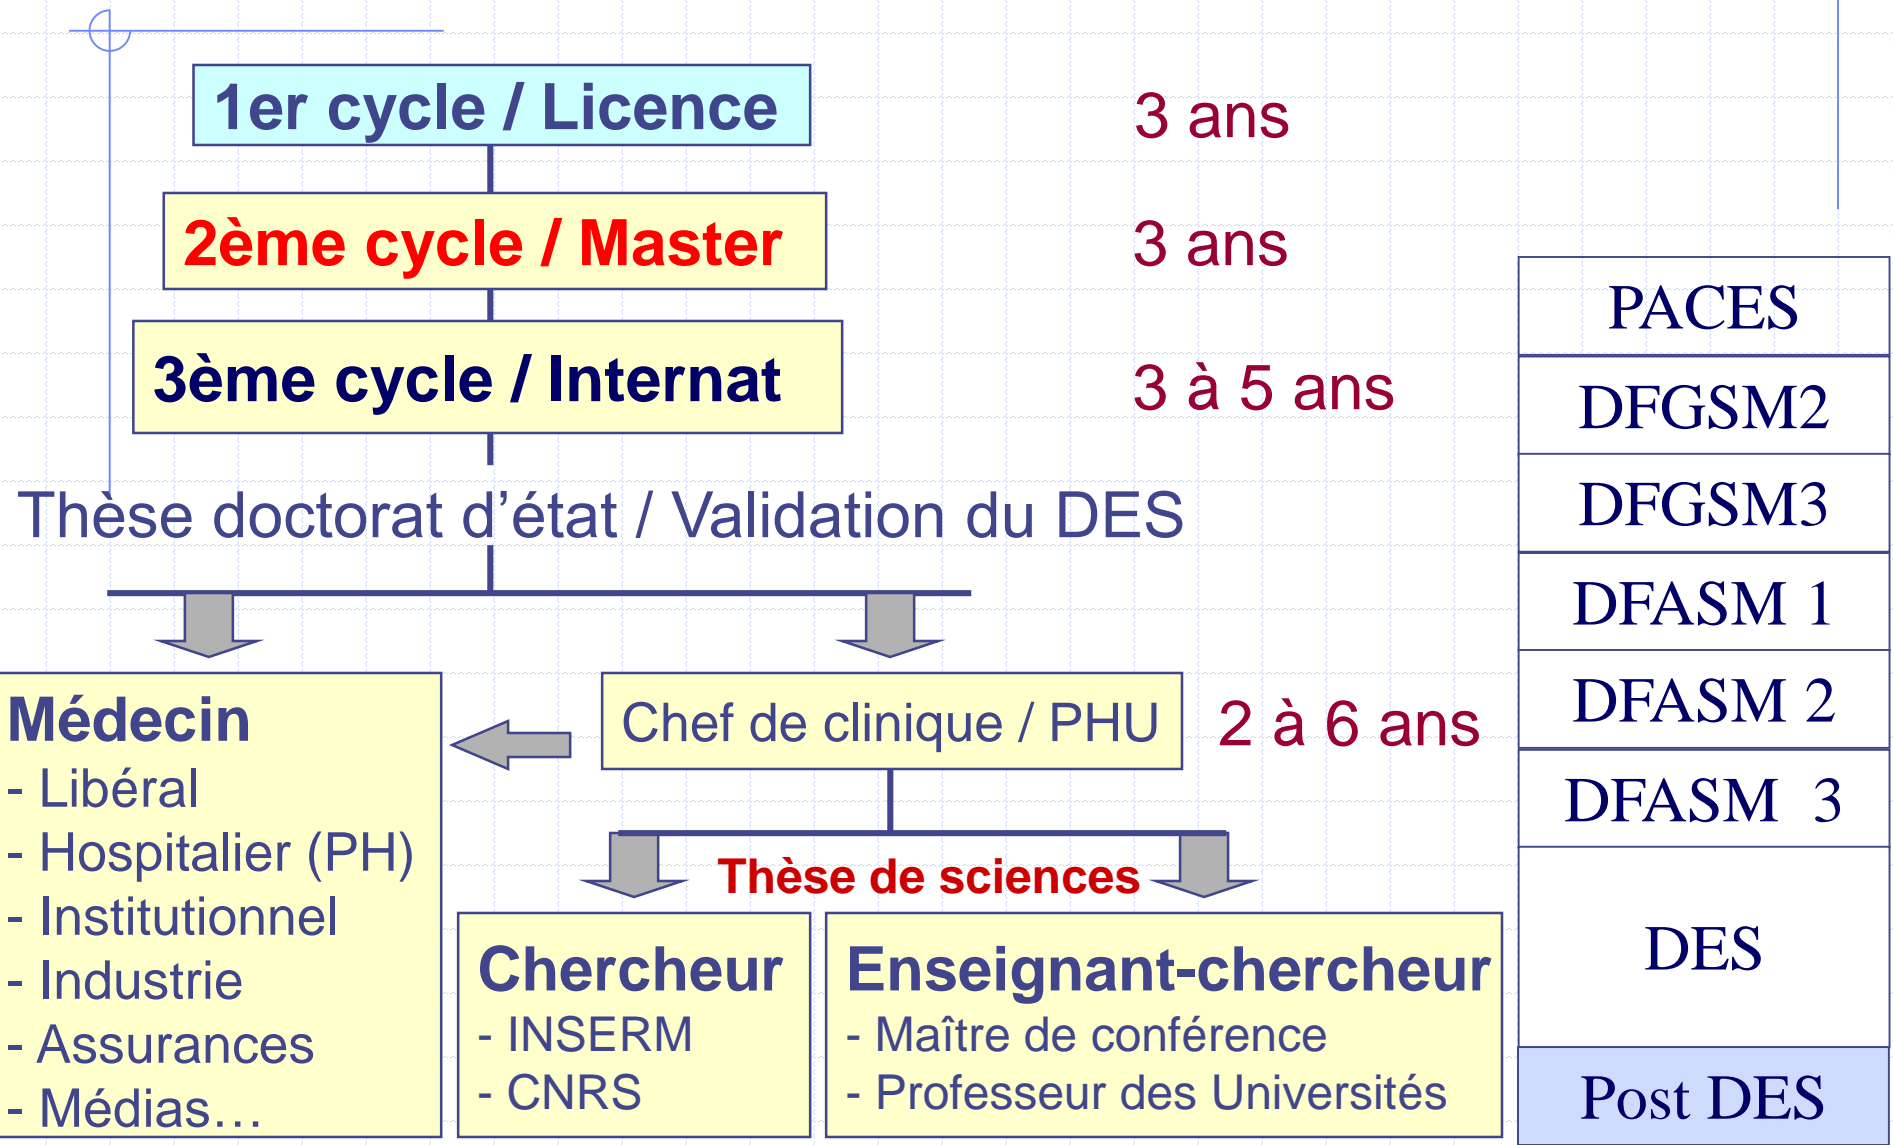 1er cycle / Licence
3 ans
2ème cycle / Master
3 ans
3ème cycle / Internat
3 à 5 ans
Thèse doctorat d’état / Validation du DES
Médecin
- Libéral
- Hospitalier (PH)
- Institutionnel
- Industrie
- Assurances
- Médias…
Chef de clinique / PHU
2 à 6 ans
Thèse de sciences
Chercheur
- INSERM
- CNRS
Enseignant-chercheur
- Maître de conférence
- Professeur des Universités
PACES
DFGSM2
DFGSM3
DFASM 1
DFASM 2
DFASM 3
DES
Post DES